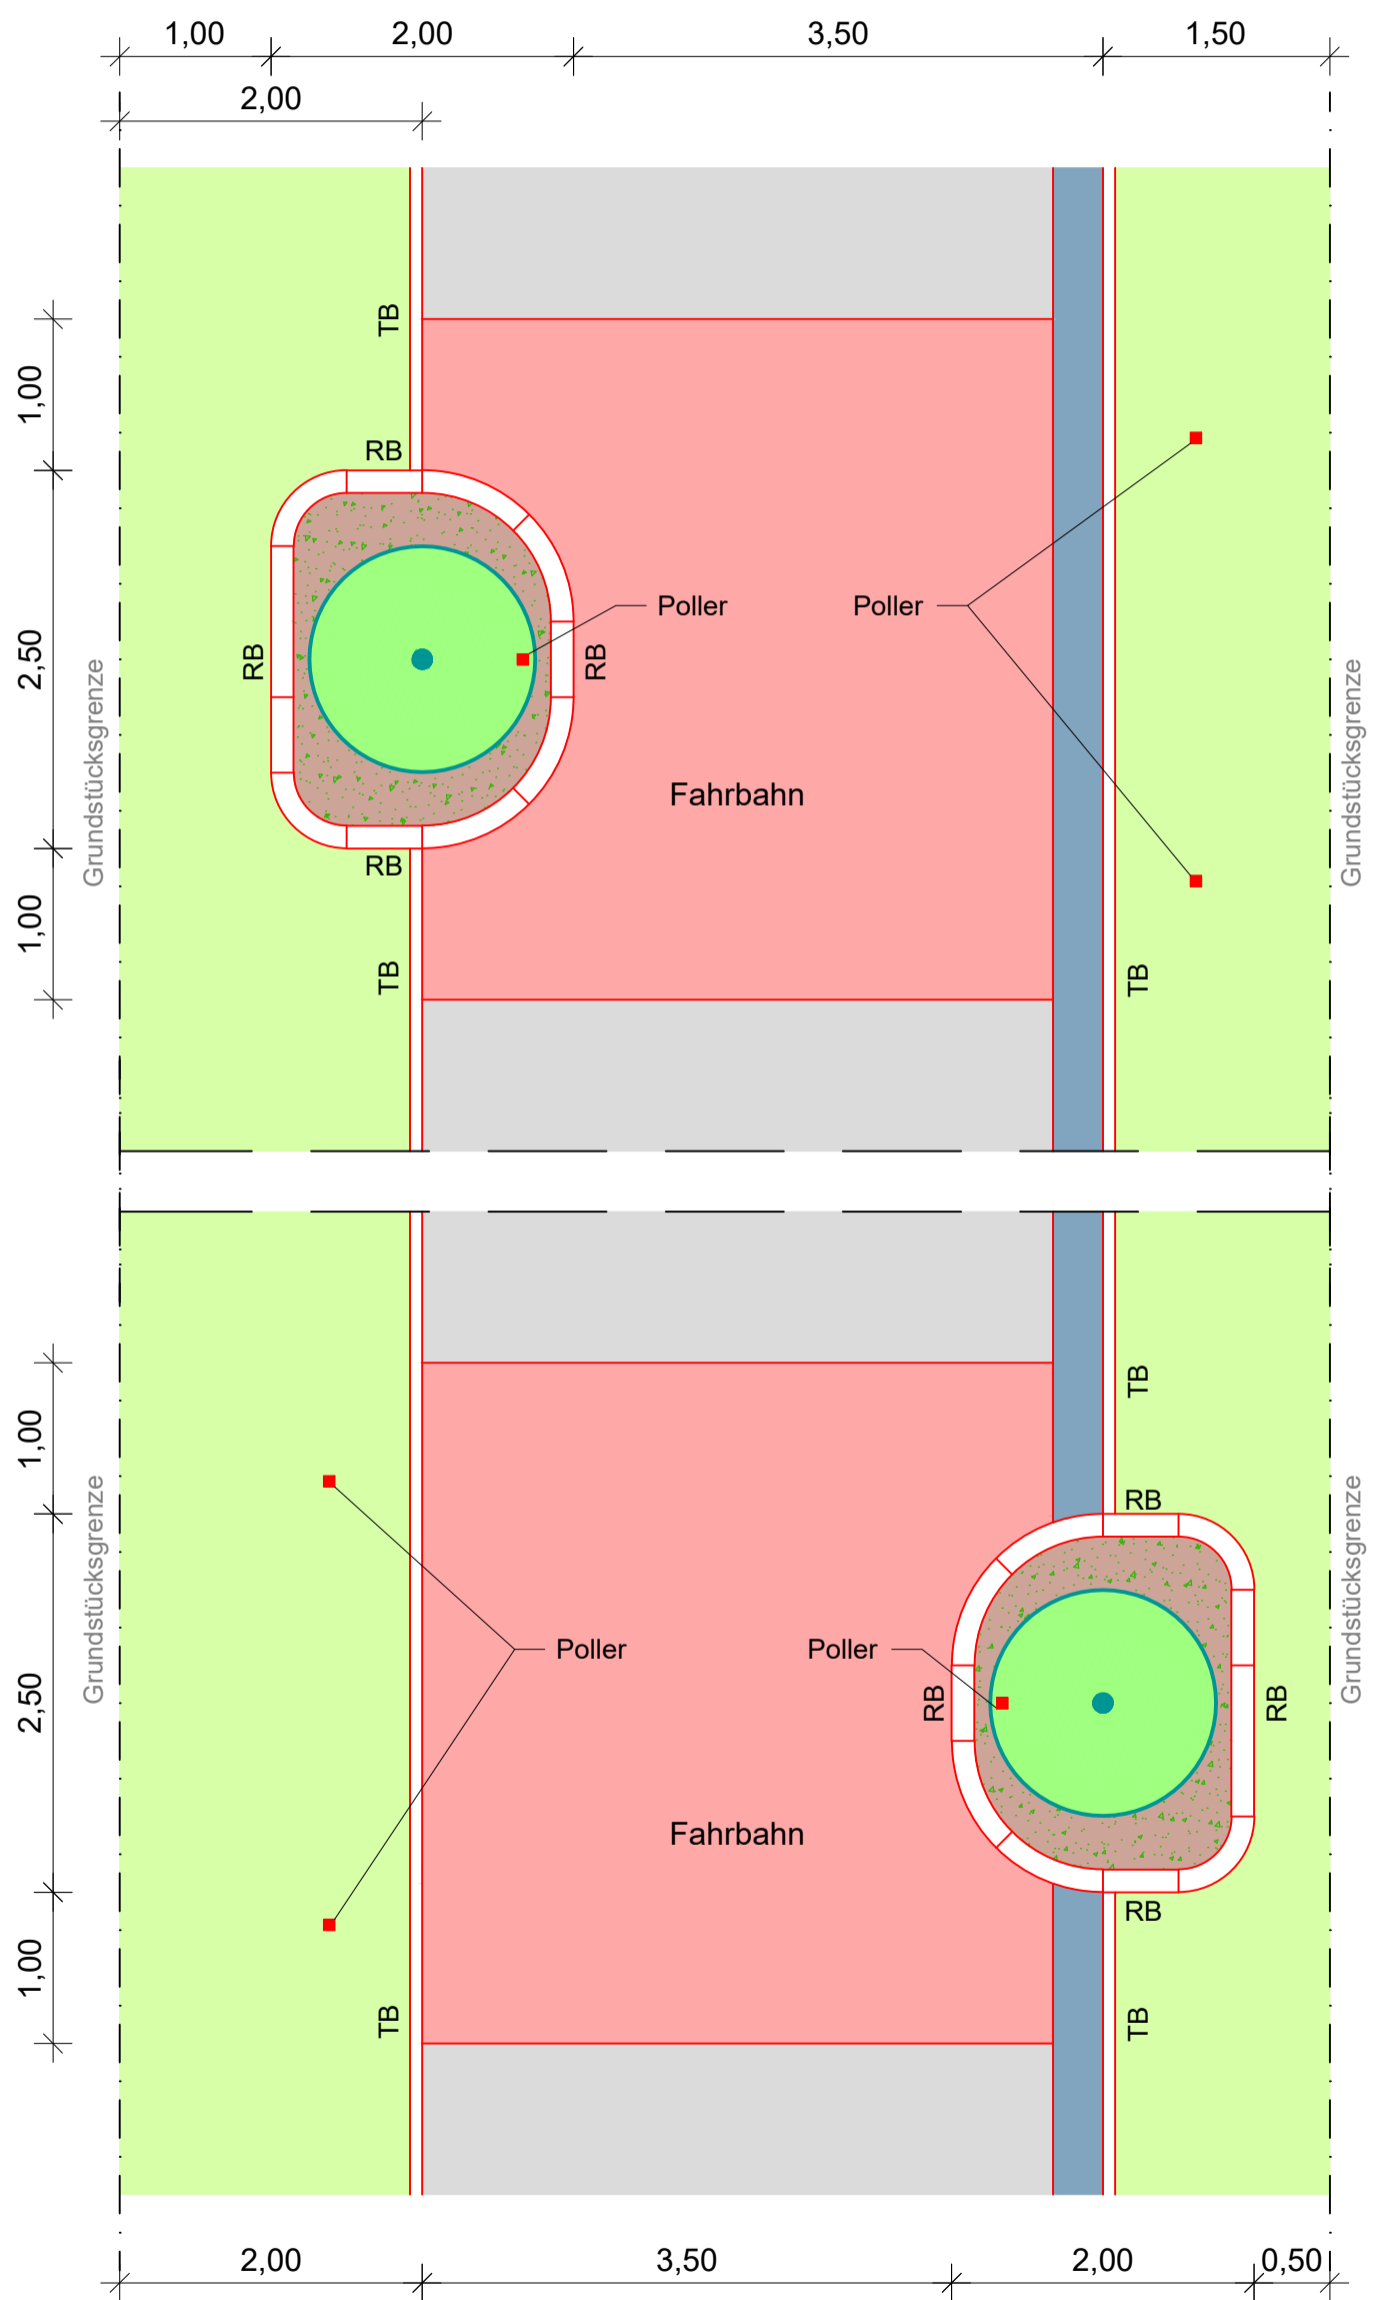 1,00 2,00 3,50 1,50
2,00
TB
1,00
RB
Poller Poller
2,50
RB RB
Grundstücksgrenze Grundstücksgrenze
Fahrbahn
RB
1,00
TB TB
TB
1,00
RB
Grundstücksgrenze Grundstücksgrenze
Poller Poller
2,50
RB RB
Fahrbahn
RB
1,00
TB TB
2,00 3,50 2,00 0,50